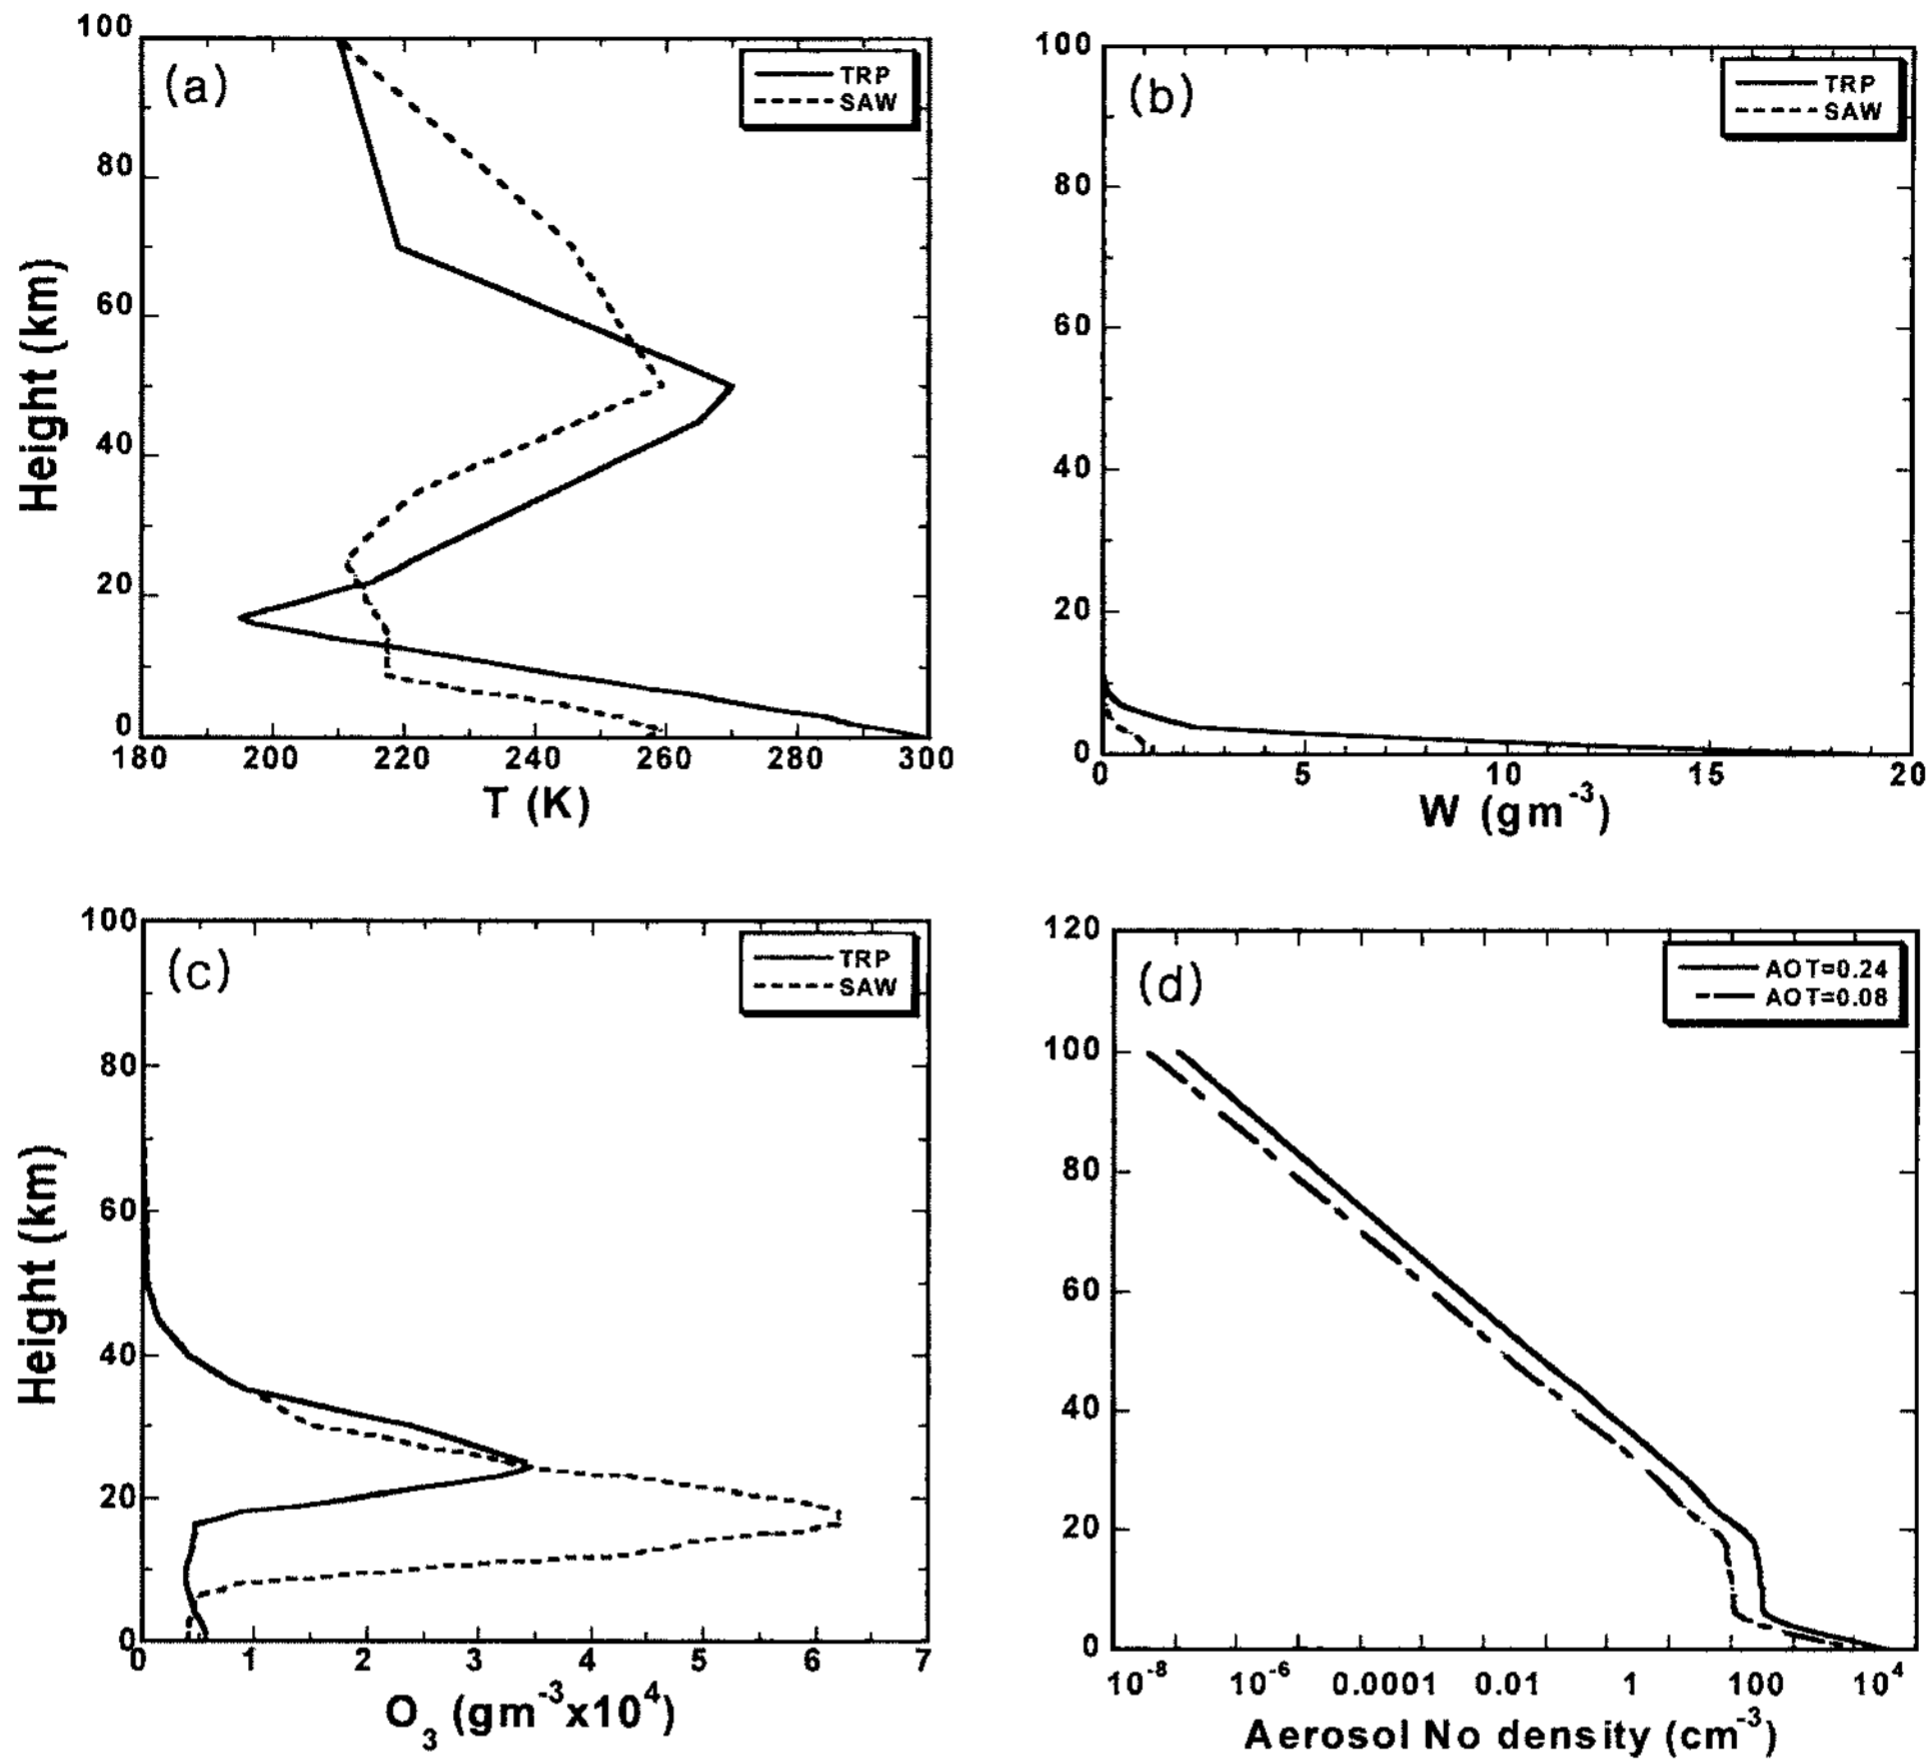 100
80
60
40
20
0
Height (km)
(a)
TRP
SAW
180 200 220 240 260 280 300
T (K)
100
80
60
40
20
0
(b)
TRP
SAW
0 5 10 15 20
W (gm⁻³)
100
80
60
40
20
0
Height (km)
(c)
TRP
SAW
0 1 2 3 4 5 6 7
O₃ (gm⁻³x10⁴)
120
100
80
60
40
20
0
(d)
AOT=0.24
AOT=0.08
10⁻⁸ 10⁻⁶ 0.0001 0.01 1 100 10⁴
Aerosol No density (cm⁻³)